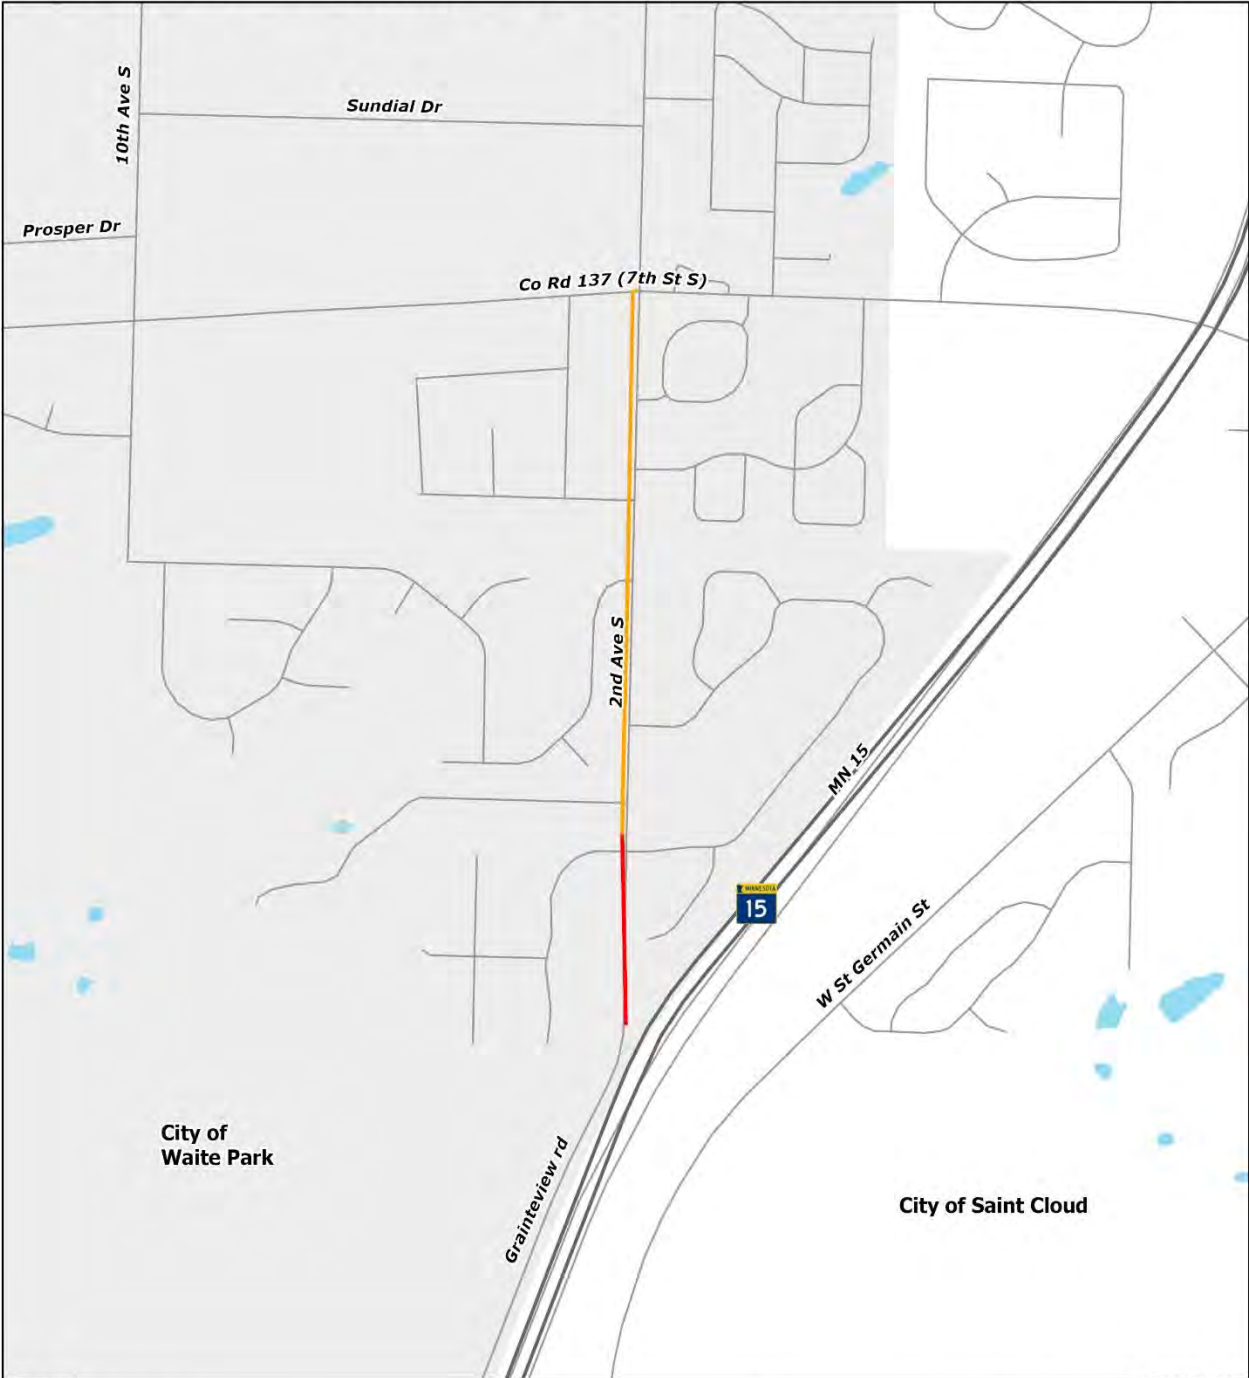 10th Ave S
Sundial Dr
Prosper Dr
Co Rd 137 (7th St S)
2nd Ave S
MN 15
MINNESOTA
15
W St Germain St
City of
Waite Park
Grainteview rd
City of Saint Cloud